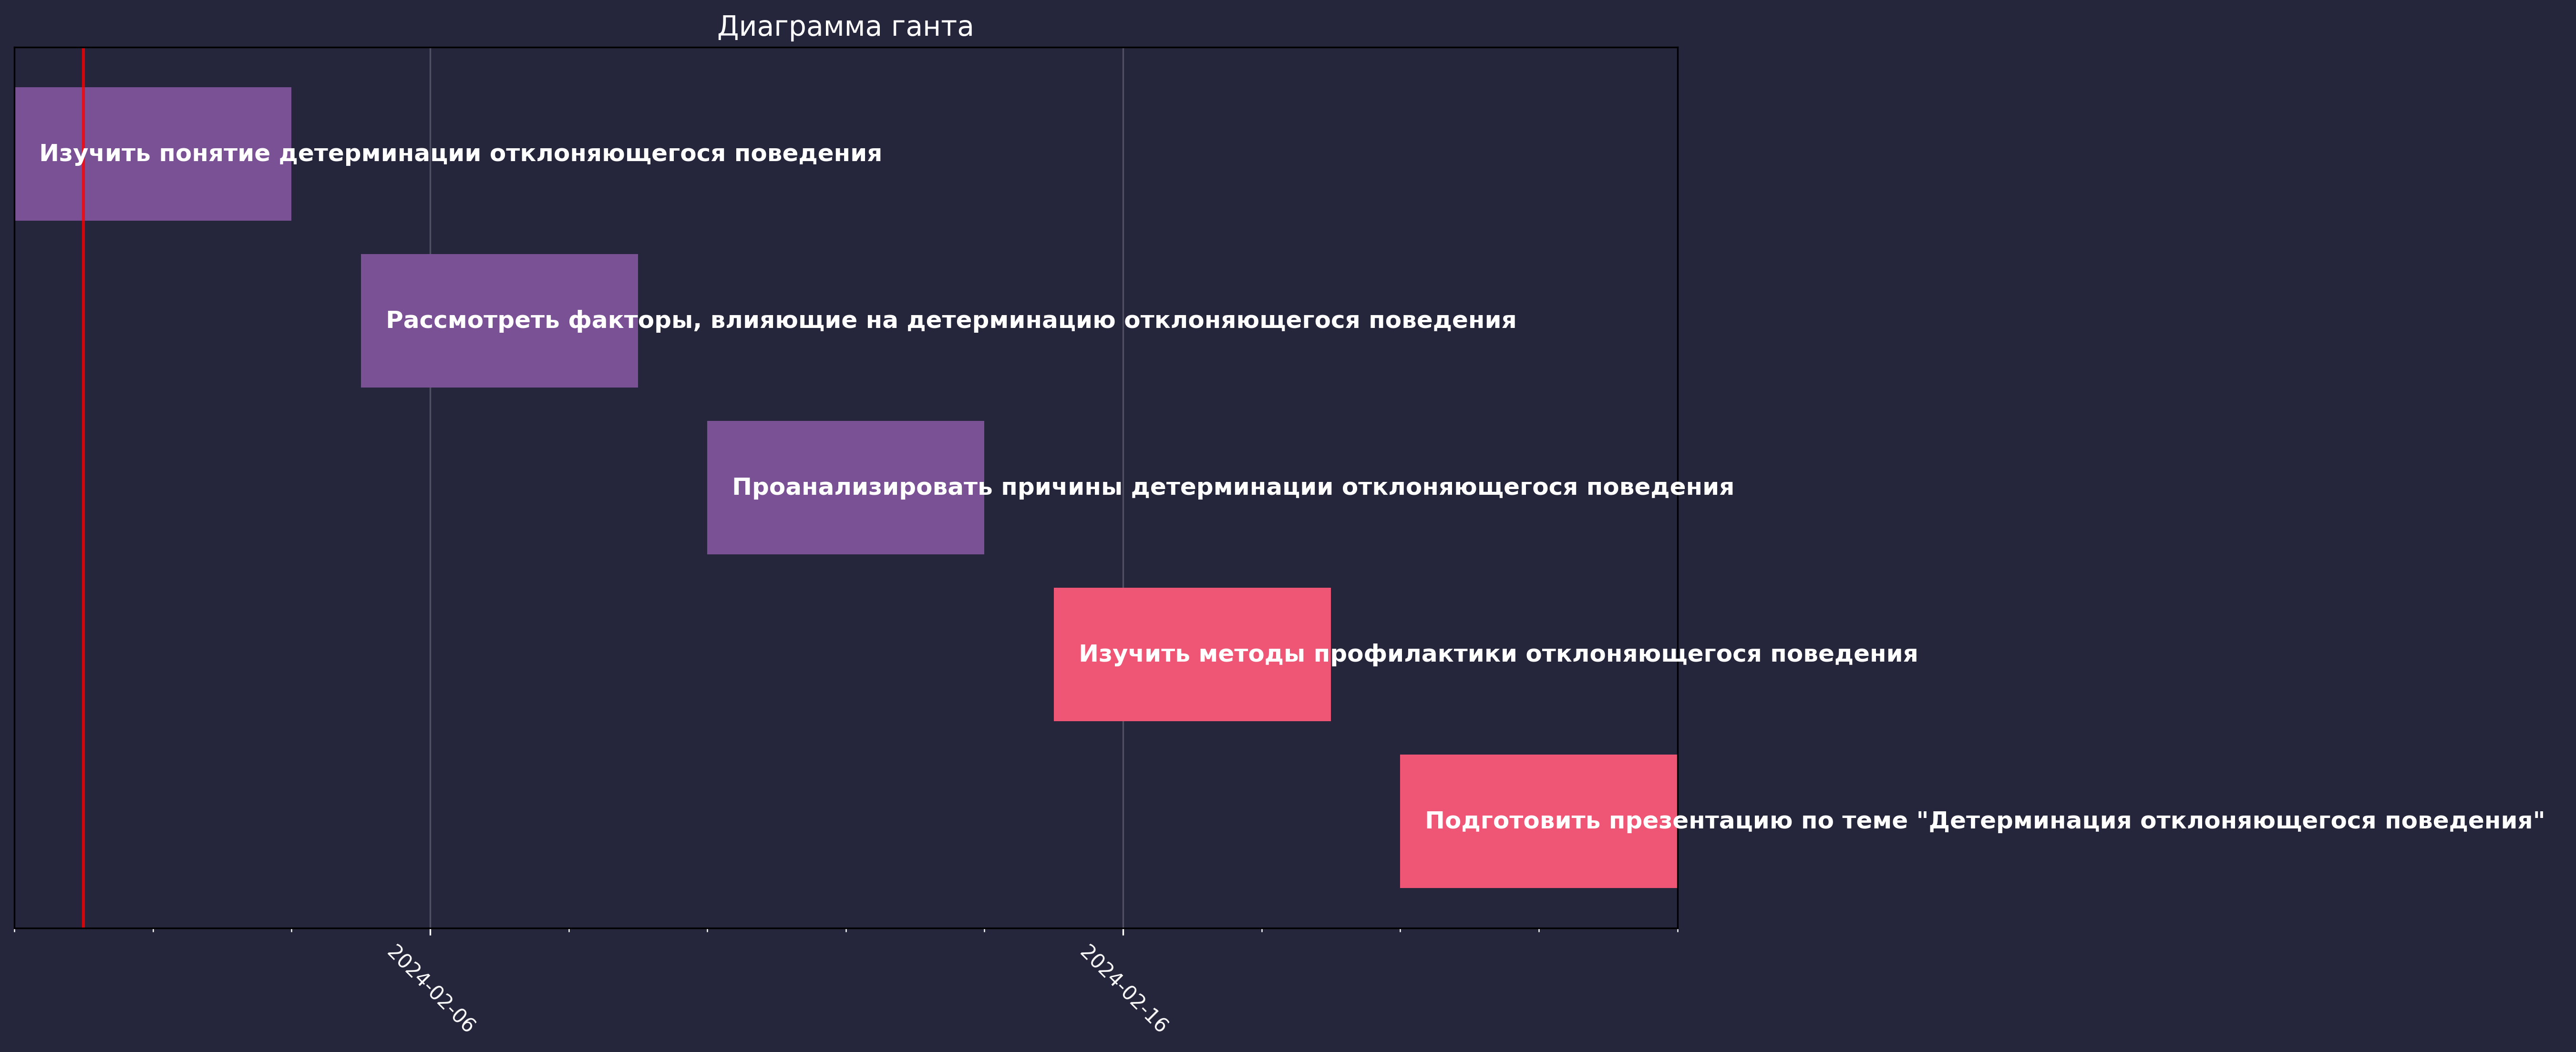 Диаграмма ганта
Изучить понятие детерминации отклоняющегося поведения
Рассмотреть факторы, влияющие на детерминацию отклоняющегося поведения
Проанализировать причины детерминации отклоняющегося поведения
Изучить методы профилактики отклоняющегося поведения
Подготовить презентацию по теме "Детерминация отклоняющегося поведения"
2024-02-06
2024-02-16